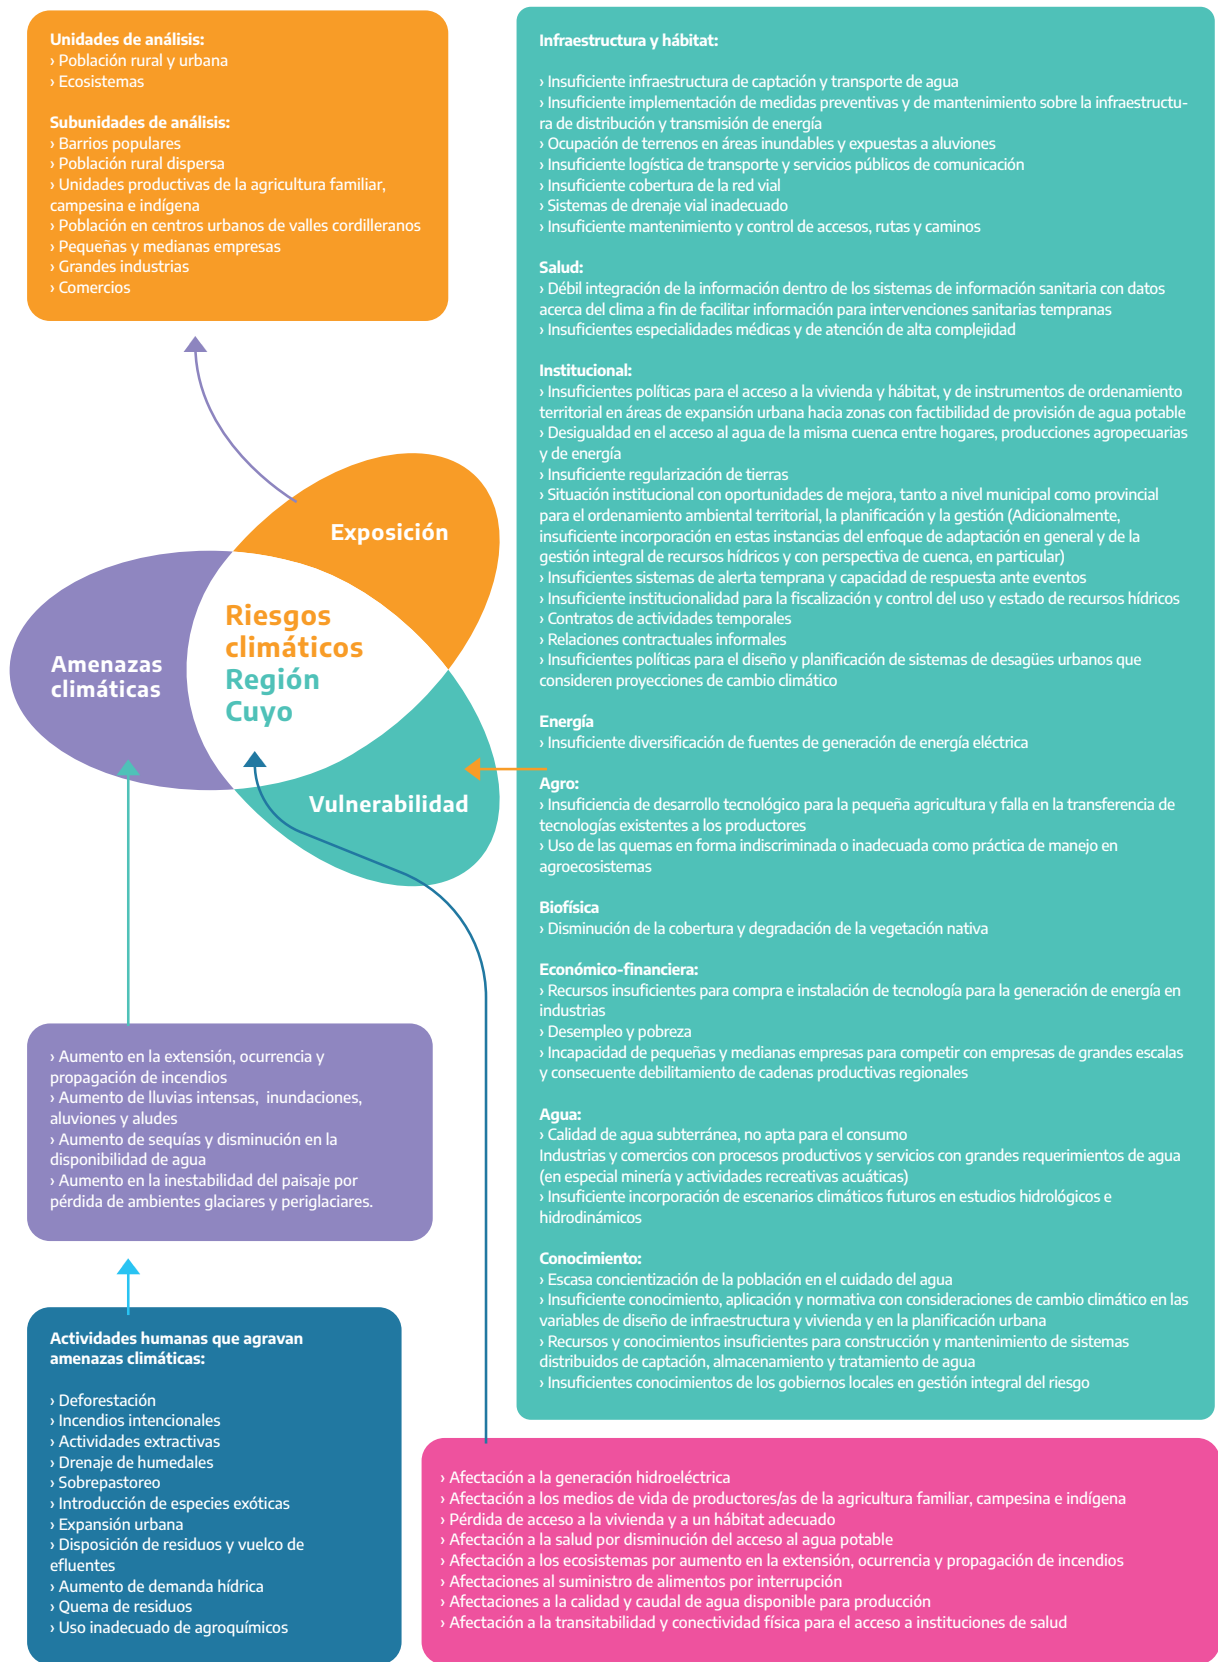 Unidades de análisis:
› Población rural y urbana
› Ecosistemas
Subunidades de análisis:
› Barrios populares
› Población rural dispersa
› Unidades productivas de la agricultura familiar,
campesina e indígena
› Población en centros urbanos de valles cordilleranos
› Pequeñas y medianas empresas
› Grandes industrias
› Comercios
Exposición
Amenazas
climáticas
Riesgos
climáticos
Región
Cuyo
Vulnerabilidad
› Aumento en la extensión, ocurrencia y
propagación de incendios
› Aumento de lluvias intensas, inundaciones,
aluviones y aludes
› Aumento de sequías y disminución en la
disponibilidad de agua
› Aumento en la inestabilidad del paisaje por
pérdida de ambientes glaciares y periglaciares.
Actividades humanas que agravan
amenazas climáticas:
› Deforestación
› Incendios intencionales
› Actividades extractivas
› Drenaje de humedales
› Sobrepastoreo
› Introducción de especies exóticas
› Expansión urbana
› Disposición de residuos y vuelco de
efluentes
› Aumento de demanda hídrica
› Quema de residuos
› Uso inadecuado de agroquímicos
Infraestructura y hábitat:
› Insuficiente infraestructura de captación y transporte de agua
› Insuficiente implementación de medidas preventivas y de mantenimiento sobre la infraestructu-
ra de distribución y transmisión de energía
› Ocupación de terrenos en áreas inundables y expuestas a aluviones
› Insuficiente logística de transporte y servicios públicos de comunicación
› Insuficiente cobertura de la red vial
› Sistemas de drenaje vial inadecuado
› Insuficiente mantenimiento y control de accesos, rutas y caminos
Salud:
› Débil integración de la información dentro de los sistemas de información sanitaria con datos
acerca del clima a fin de facilitar información para intervenciones sanitarias tempranas
› Insuficientes especialidades médicas y de atención de alta complejidad
Institucional:
› Insuficientes políticas para el acceso a la vivienda y hábitat, y de instrumentos de ordenamiento
territorial en áreas de expansión urbana hacia zonas con factibilidad de provisión de agua potable
› Desigualdad en el acceso al agua de la misma cuenca entre hogares, producciones agropecuarias
y de energía
› Insuficiente regularización de tierras
› Situación institucional con oportunidades de mejora, tanto a nivel municipal como provincial
para el ordenamiento ambiental territorial, la planificación y la gestión (Adicionalmente,
insuficiente incorporación en estas instancias del enfoque de adaptación en general y de la
gestión integral de recursos hídricos y con perspectiva de cuenca, en particular)
› Insuficientes sistemas de alerta temprana y capacidad de respuesta ante eventos
› Insuficiente institucionalidad para la fiscalización y control del uso y estado de recursos hídricos
› Contratos de actividades temporales
› Relaciones contractuales informales
› Insuficientes políticas para el diseño y planificación de sistemas de desagües urbanos que
consideren proyecciones de cambio climático
Energía
› Insuficiente diversificación de fuentes de generación de energía eléctrica
Agro:
› Insuficiencia de desarrollo tecnológico para la pequeña agricultura y falla en la transferencia de
tecnologías existentes a los productores
› Uso de las quemas en forma indiscriminada o inadecuada como práctica de manejo en
agroecosistemas
Biofísica
› Disminución de la cobertura y degradación de la vegetación nativa
Económico-financiera:
› Recursos insuficientes para compra e instalación de tecnología para la generación de energía en
industrias
› Desempleo y pobreza
› Incapacidad de pequeñas y medianas empresas para competir con empresas de grandes escalas
y consecuente debilitamiento de cadenas productivas regionales
Agua:
› Calidad de agua subterránea, no apta para el consumo
Industrias y comercios con procesos productivos y servicios con grandes requerimientos de agua
(en especial minería y actividades recreativas acuáticas)
› Insuficiente incorporación de escenarios climáticos futuros en estudios hidrológicos e
hidrodinámicos
Conocimiento:
› Escasa concientización de la población en el cuidado del agua
› Insuficiente conocimiento, aplicación y normativa con consideraciones de cambio climático en las
variables de diseño de infraestructura y vivienda y en la planificación urbana
› Recursos y conocimientos insuficientes para construcción y mantenimiento de sistemas
distribuidos de captación, almacenamiento y tratamiento de agua
› Insuficientes conocimientos de los gobiernos locales en gestión integral del riesgo
› Afectación a la generación hidroeléctrica
› Afectación a los medios de vida de productores/as de la agricultura familiar, campesina e indígena
› Pérdida de acceso a la vivienda y a un hábitat adecuado
› Afectación a la salud por disminución del acceso al agua potable
› Afectación a los ecosistemas por aumento en la extensión, ocurrencia y propagación de incendios
› Afectaciones al suministro de alimentos por interrupción
› Afectaciones a la calidad y caudal de agua disponible para producción
› Afectación a la transitabilidad y conectividad física para el acceso a instituciones de salud